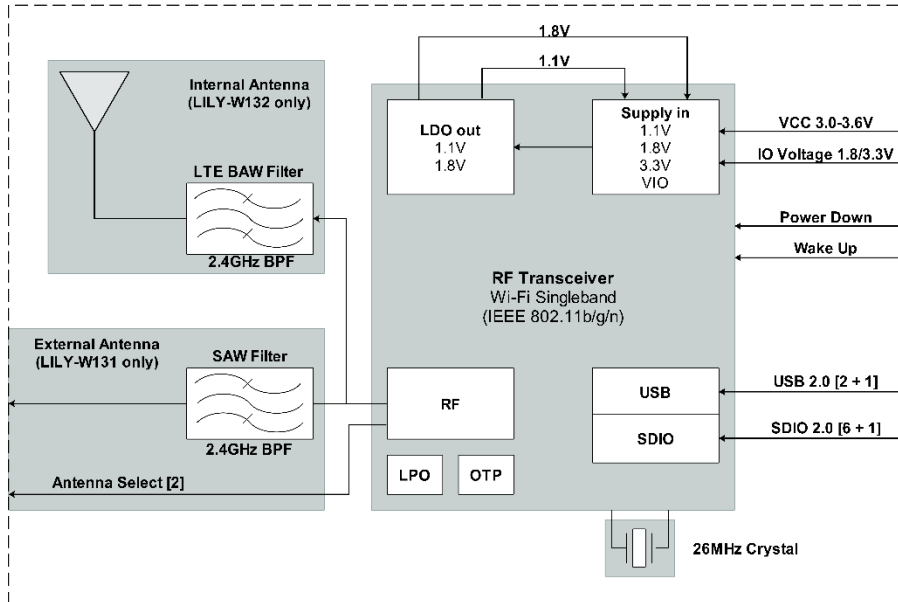 1.8V
1.1V
Internal Antenna
(LILY-W132 only)
LTE BAW Filter
2.4GHz BPF
LDO out
1.1V
1.8V
Supply in
1.1V
1.8V
3.3V
VIO
VCC 3.0-3.6V
IO Voltage 1.8/3.3V
Power Down
Wake Up
RF Transceiver
Wi-Fi Singleband
(IEEE 802.11b/g/n)
External Antenna
(LILY-W131 only)
SAW Filter
2.4GHz BPF
Antenna Select [2]
RF
LPO
OTP
USB
SDIO
USB 2.0 [2 + 1]
SDIO 2.0 [6 + 1]
26MHz Crystal